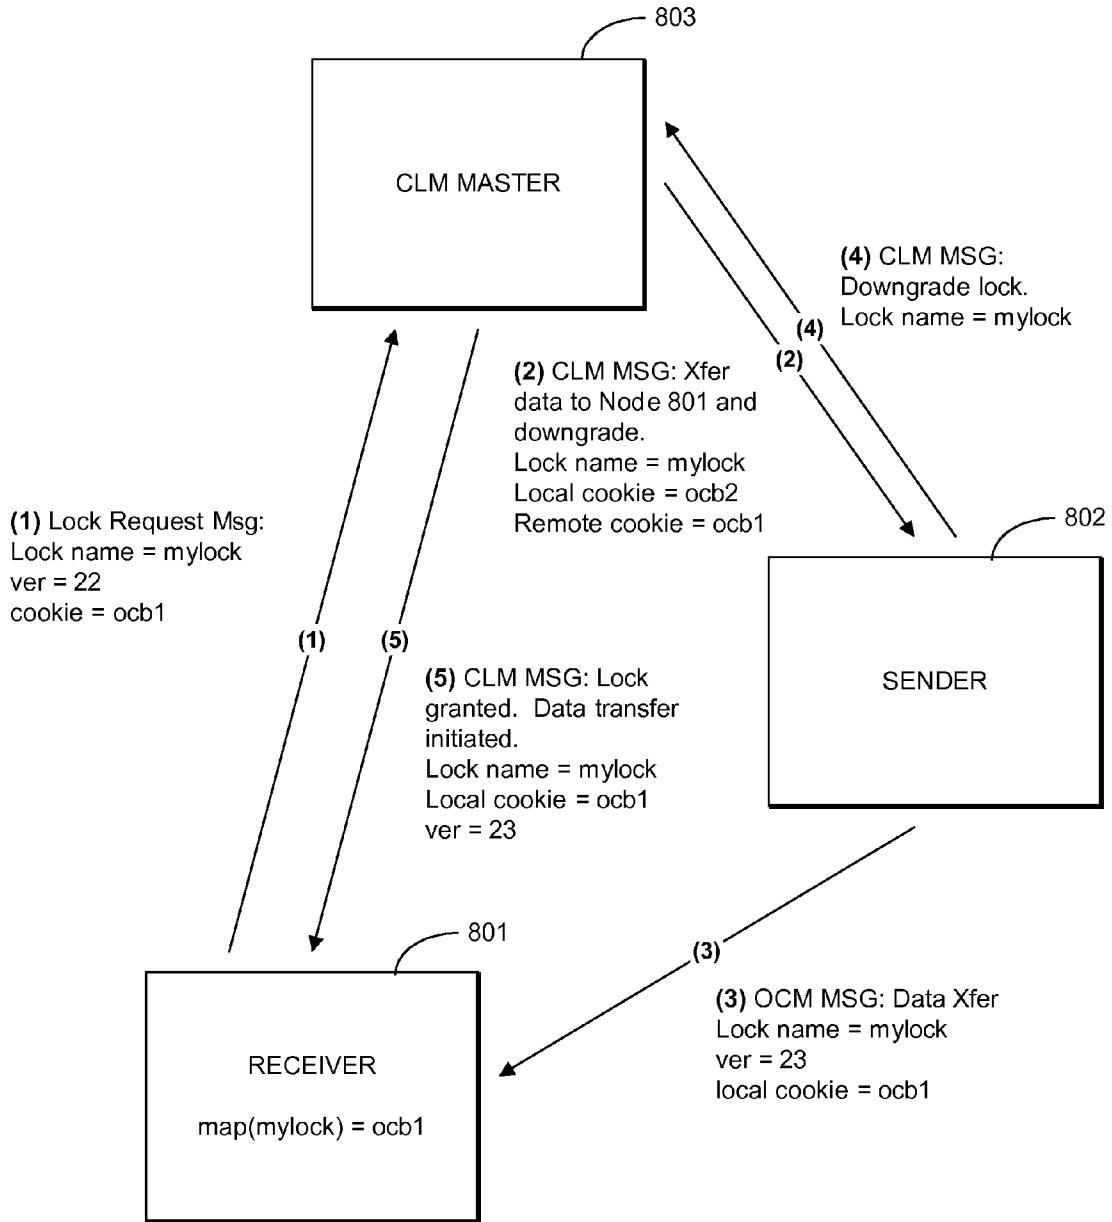 803
CLM MASTER
(4) CLM MSG:
Downgrade lock.
Lock name = mylock
(4)
(2)
(2) CLM MSG: Xfer
data to Node 801 and
downgrade.
Lock name = mylock
Local cookie = ocb2
Remote cookie = ocb1
(1) Lock Request Msg:
Lock name = mylock
ver = 22
cookie = ocb1
802
(1)
(5)
SENDER
(5) CLM MSG: Lock
granted. Data transfer
initiated.
Lock name = mylock
Local cookie = ocb1
ver = 23
801
(3)
(3) OCM MSG: Data Xfer
Lock name = mylock
ver = 23
local cookie = ocb1
RECEIVER
map(mylock) = ocb1